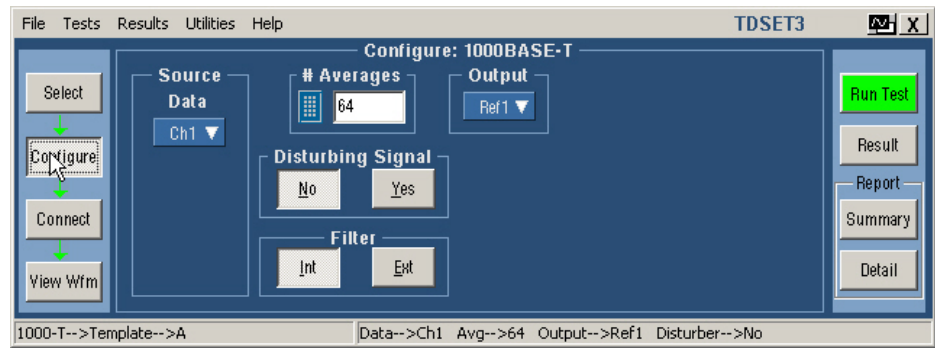 File Tests Results Utilities Help TDSET3 X
Configure: 1000BASE-T
Select
Configure
Connect
View Wfm
Source
Data
Ch1
# Averages
64
Output
Ref1
Disturbing Signal
No Yes
Filter
Int Ext
Run Test
Result
Report
Summary
Detail
1000-T-->Template-->A Data-->Ch1 Avg-->64 Output-->Ref1 Disturber-->No